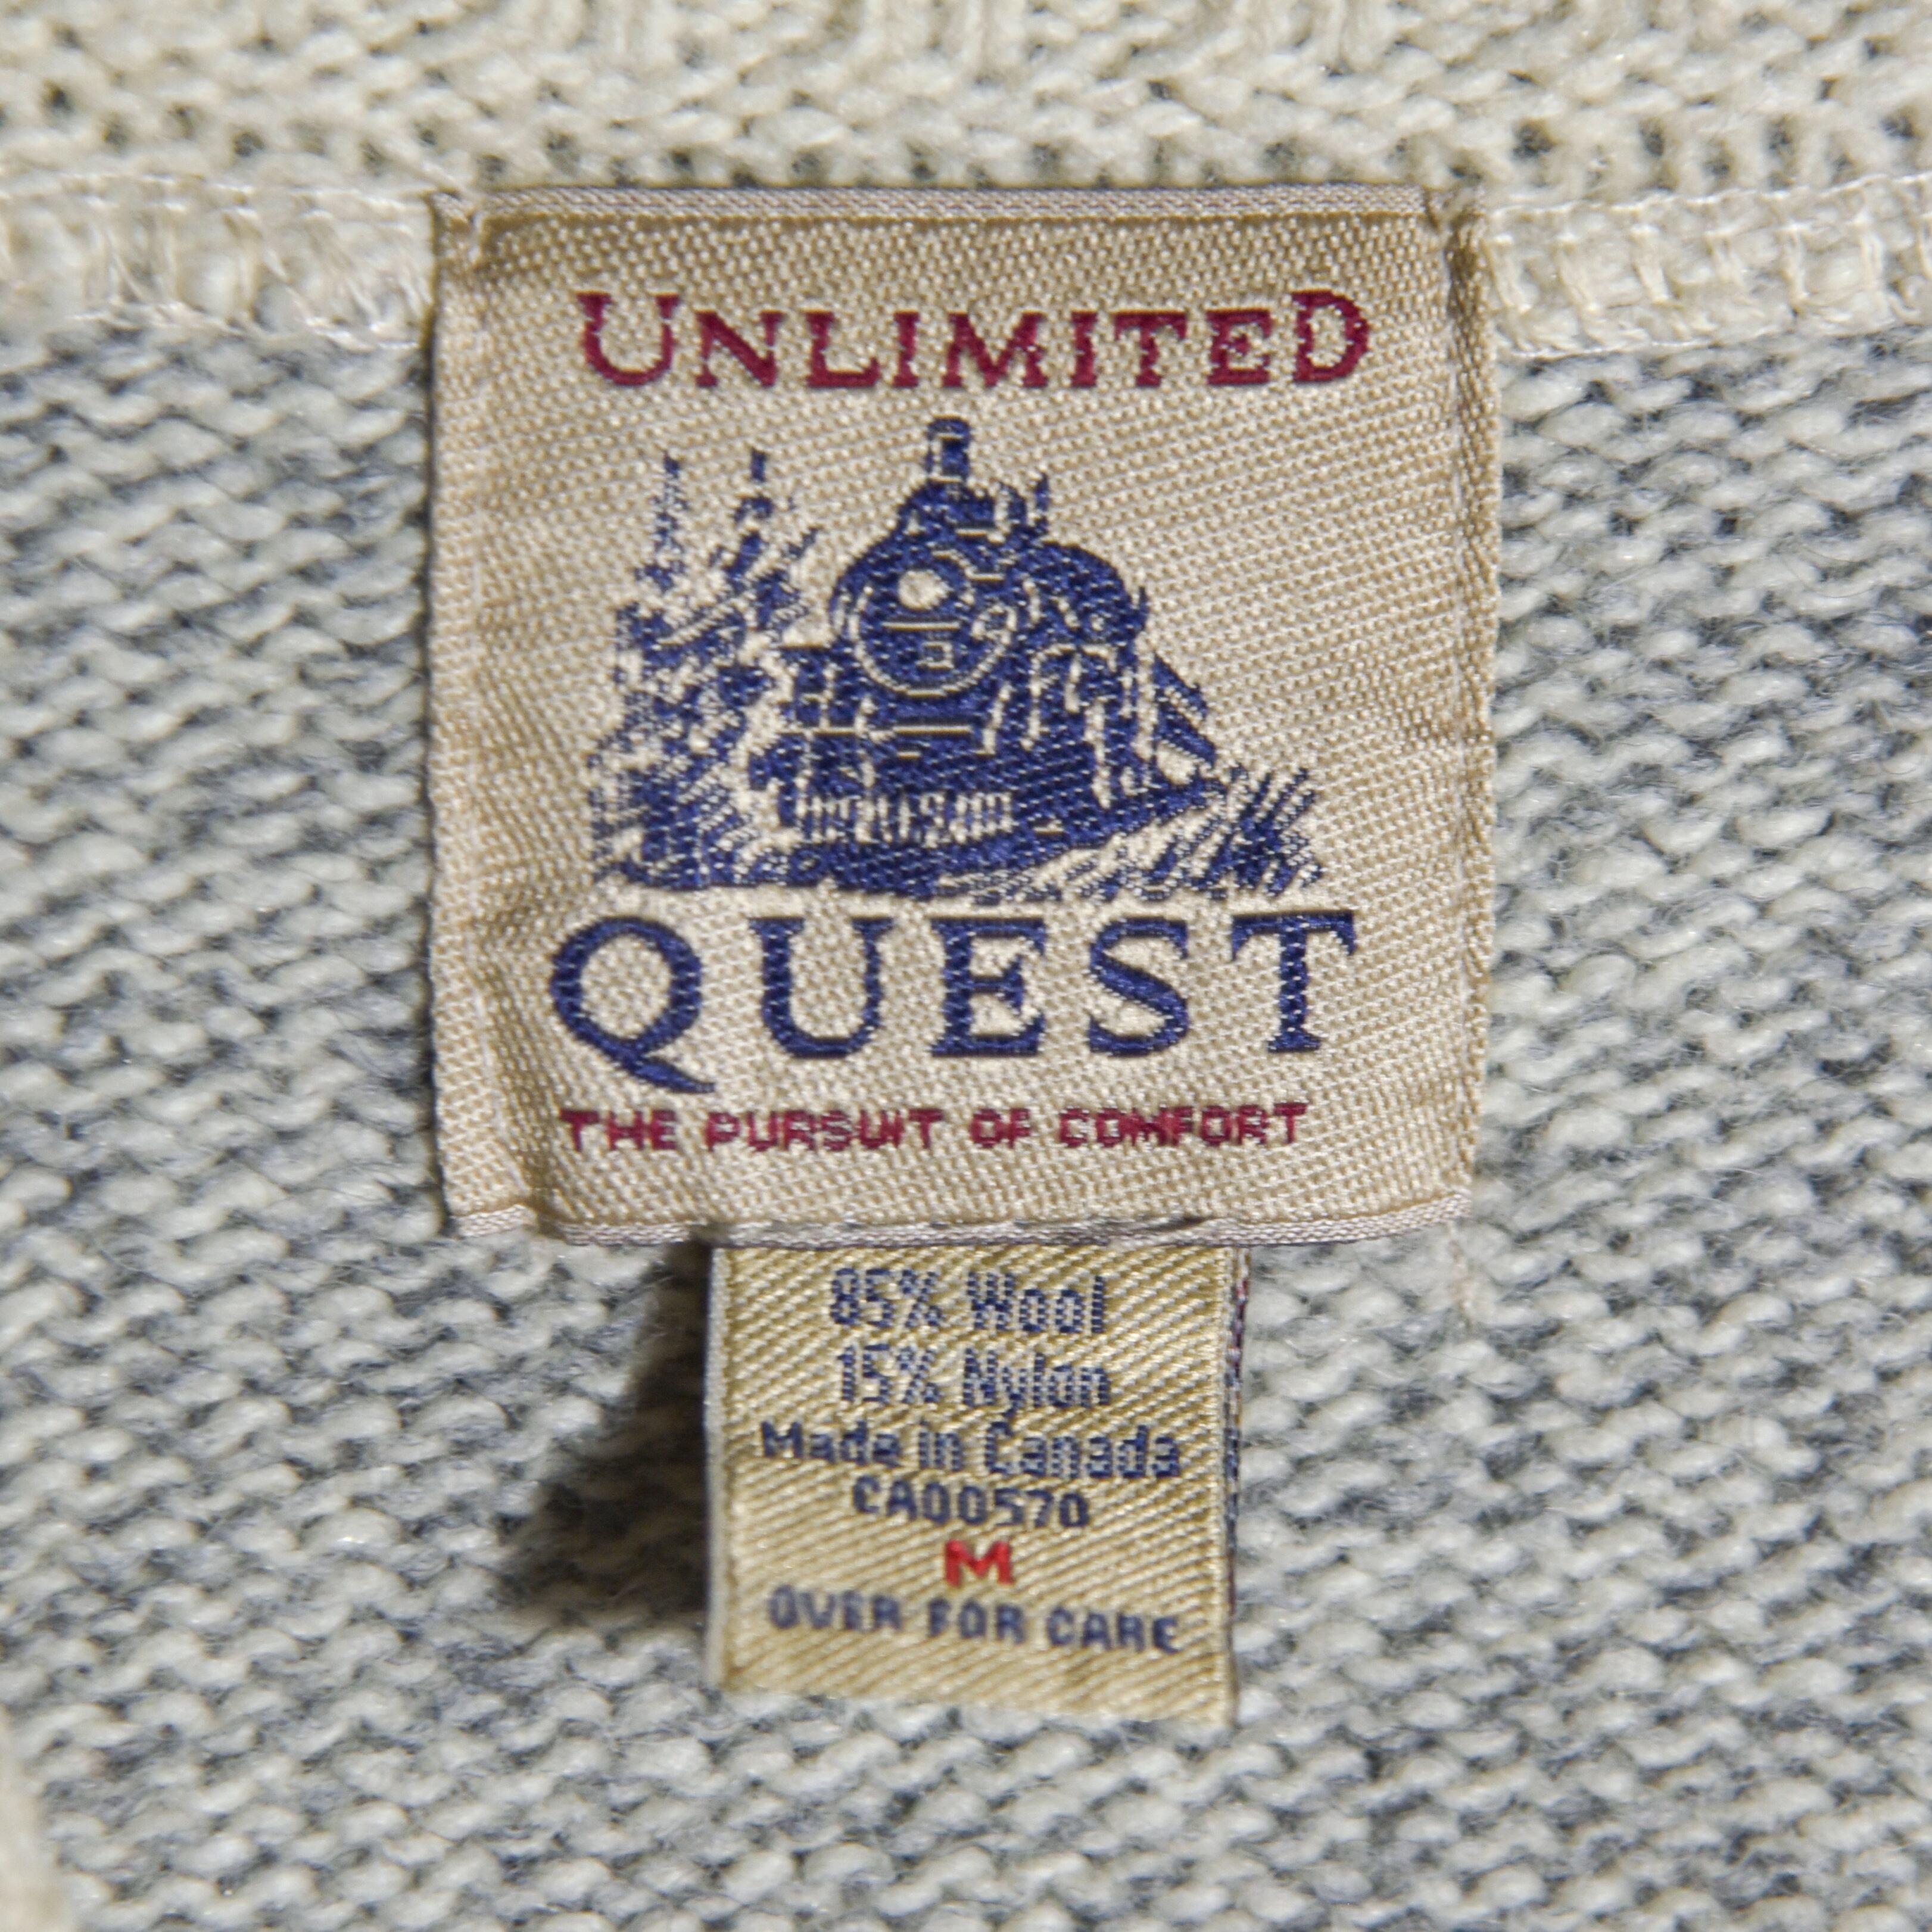 UNLIMITED
QUEST
THE PURSUIT OF COMFORT
85% Wool
15% Nylon
Made in Canada
CA00570
M
OVER FOR CARE